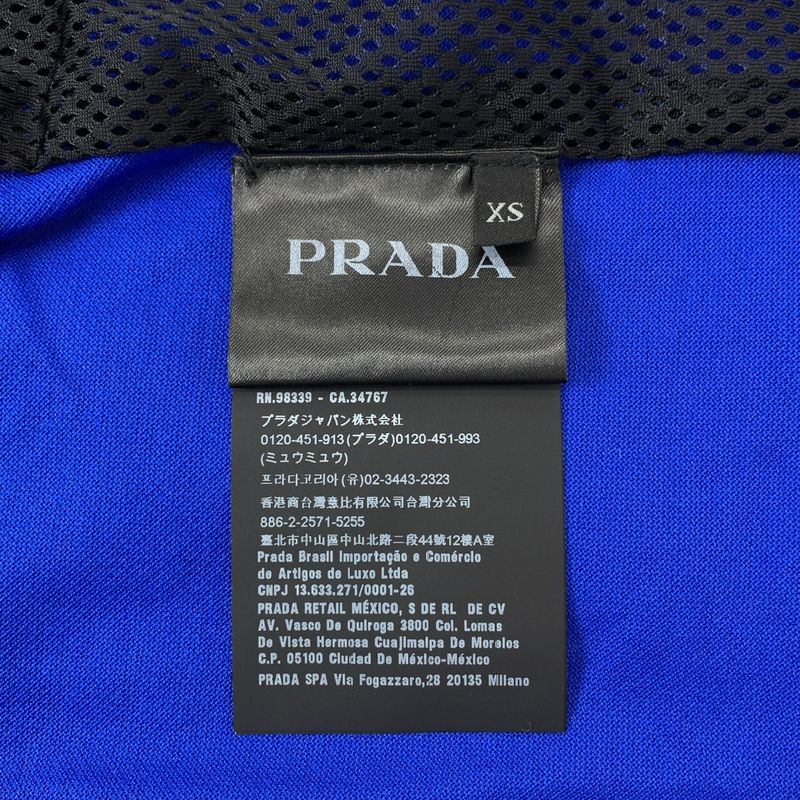 XS
PRADA
RN.98339 - CA.34767
プラダジャパン株式会社
0120-451-913(プラダ)0120-451-993
(ミュウミュウ)
프라다코리아(유)02-3443-2323
香港商台灣意比有限公司台灣分公司
886-2-2571-5255
臺北市中山區中山北路二段44號12樓A室
Prada Brasil Importação e Comércio
de Artigos de Luxo Ltda
CNPJ 13.633.271/0001-26
PRADA RETAIL MÉXICO, S DE RL DE CV
AV. Vasco De Quiroga 3800 Col. Lomas
De Vista Hermosa Cuajimalpa De Morelos
C.P. 05100 Ciudad De México-México
PRADA SPA Via Fogazzaro,28 20135 Milano